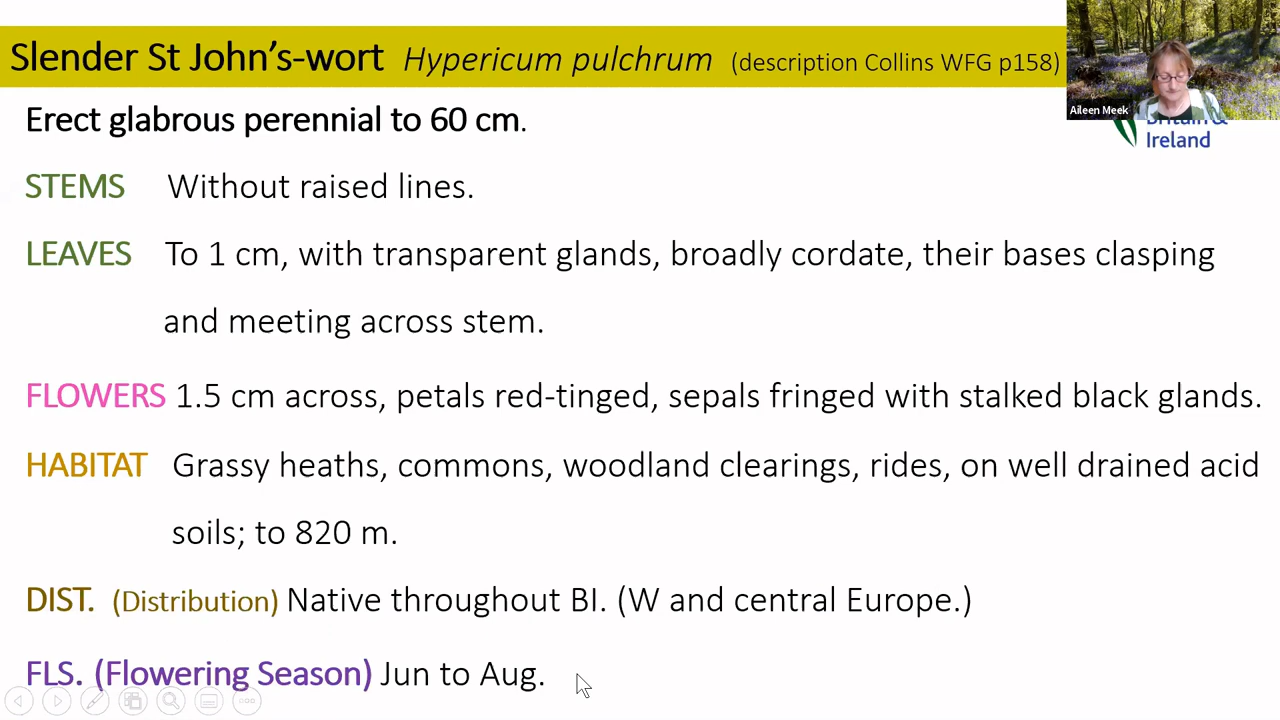 Slender St John's-wort Hypericum pulchrum (description Collins WFG p158)
Aileen Meek
Britain &
Ireland
Erect glabrous perennial to 60 cm.
STEMS Without raised lines.
LEAVES To 1 cm, with transparent glands, broadly cordate, their bases clasping
and meeting across stem.
FLOWERS 1.5 cm across, petals red-tinged, sepals fringed with stalked black glands.
HABITAT Grassy heaths, commons, woodland clearings, rides, on well drained acid
soils; to 820 m.
DIST. (Distribution) Native throughout BI. (W and central Europe.)
FLS. (Flowering Season) Jun to Aug.